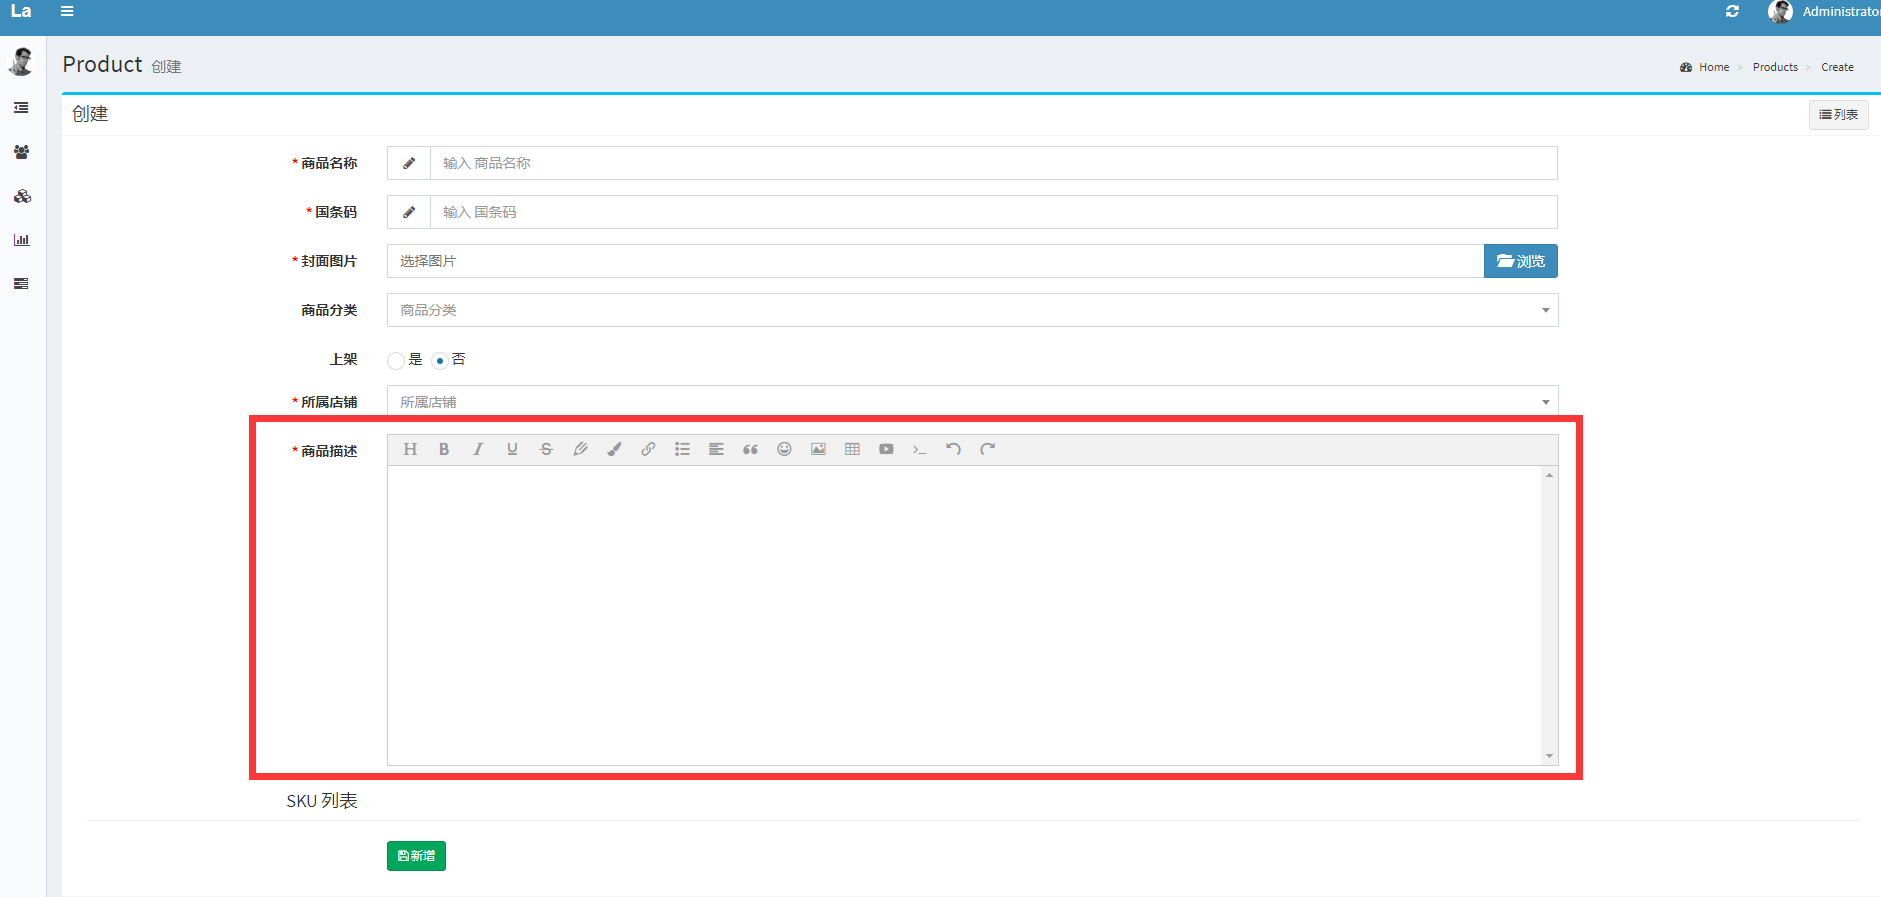 La
Administrator
Product 创建
Home > Products > Create
创建
列表
* 商品名称
输入 商品名称
* 国条码
输入 国条码
* 封面图片
选择图片
浏览
商品分类
商品分类
上架
是 否
* 所属店铺
所属店铺
* 商品描述
H B I U S
SKU 列表
新增